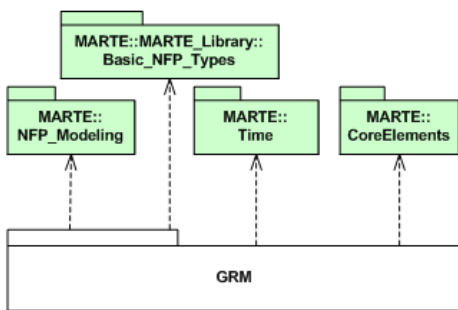 MARTE::MARTE_Library::
Basic_NFP_Types
MARTE::
NFP_Modeling
MARTE::
Time
MARTE::
CoreElements
GRM